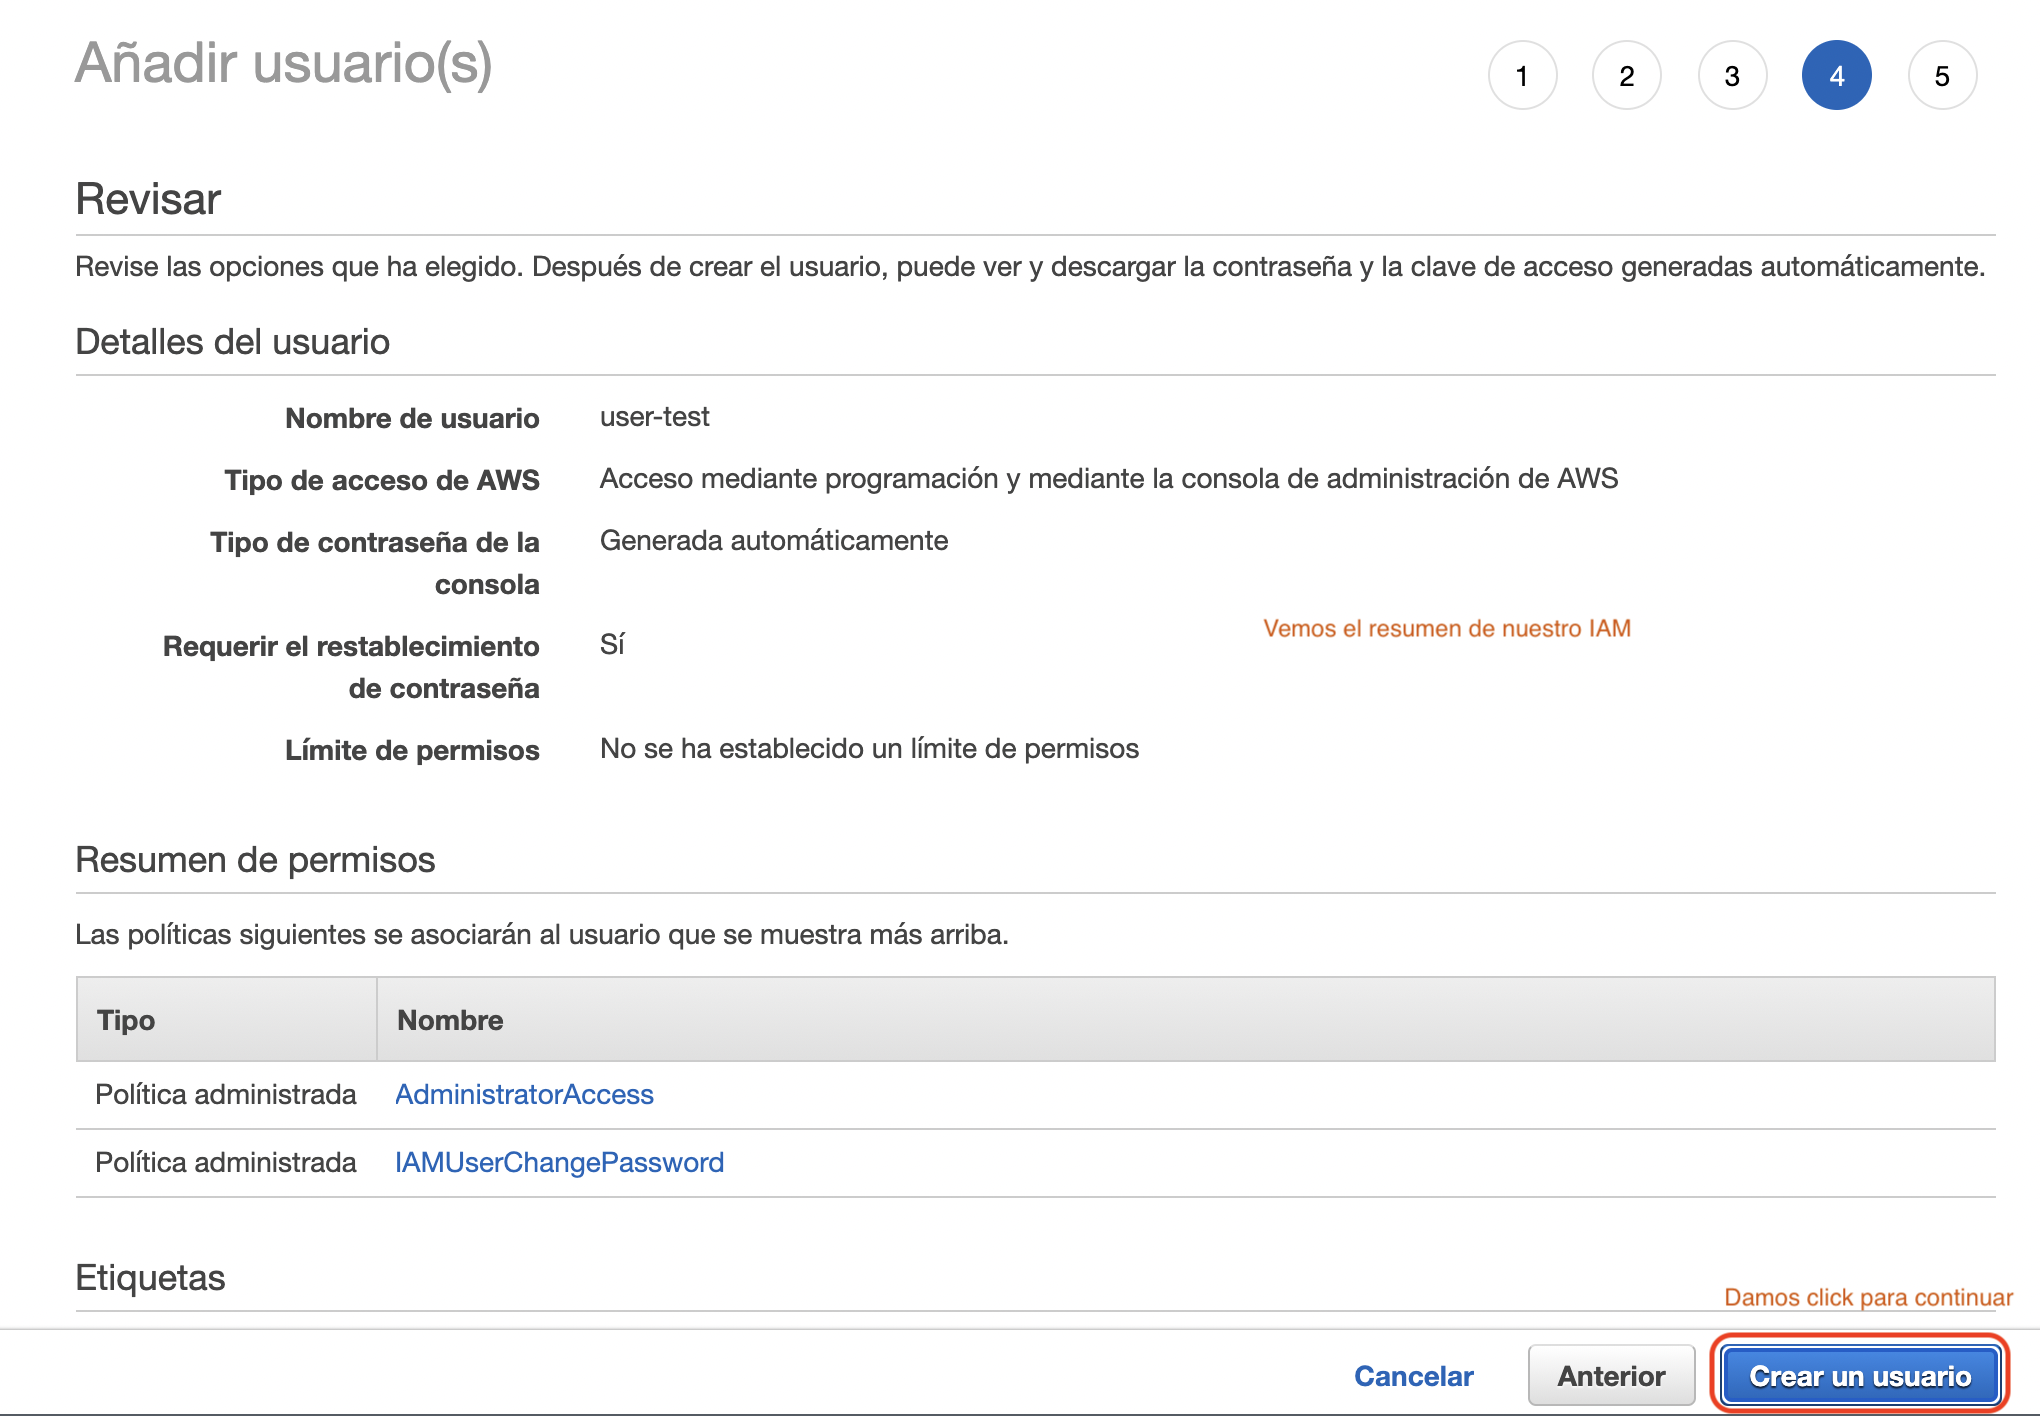 Añadir usuario(s)
1 2 3 4 5
Revisar
Revise las opciones que ha elegido. Después de crear el usuario, puede ver y descargar la contraseña y la clave de acceso generadas automáticamente.
Detalles del usuario
Nombre de usuario user-test
Tipo de acceso de AWS Acceso mediante programación y mediante la consola de administración de AWS
Tipo de contraseña de la Generada automáticamente
consola
Vemos el resumen de nuestro IAM
Requerir el restablecimiento Sí
de contraseña
Límite de permisos No se ha establecido un límite de permisos
Resumen de permisos
Las políticas siguientes se asociarán al usuario que se muestra más arriba.
Tipo Nombre
Política administrada AdministratorAccess
Política administrada IAMUserChangePassword
Etiquetas
Damos click para continuar
Cancelar Anterior Crear un usuario